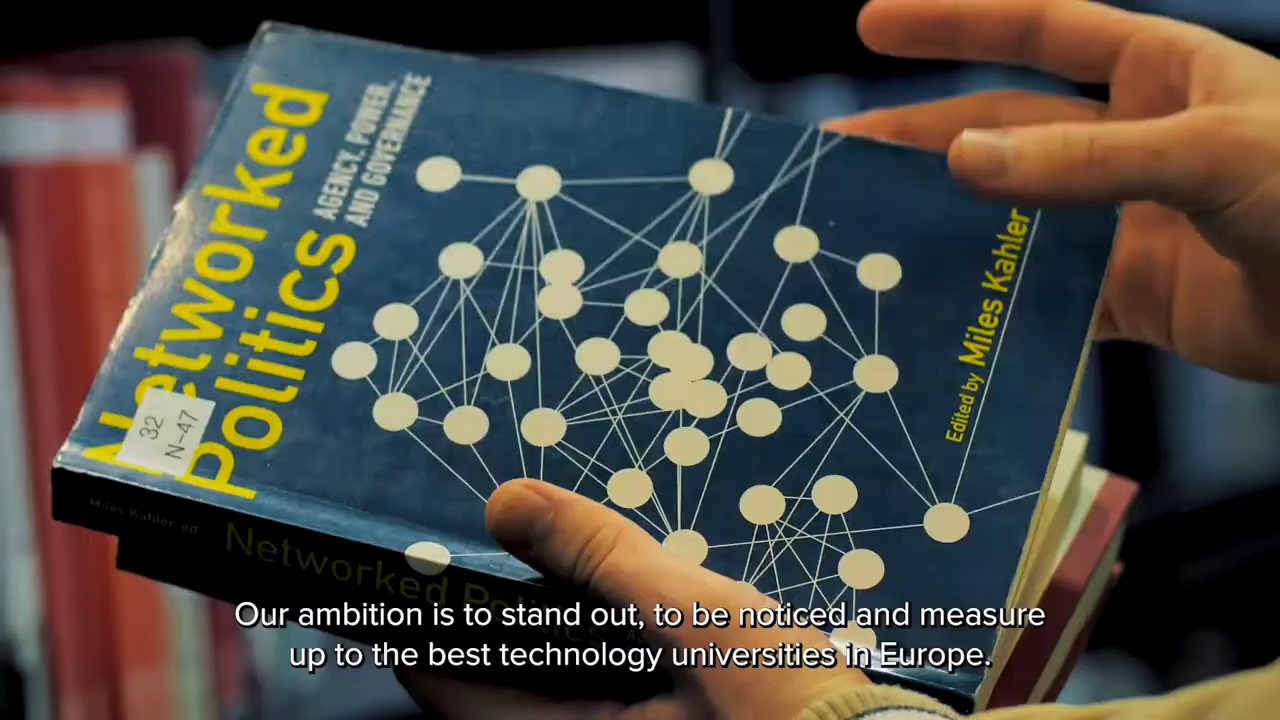 Networked
Politics
AGENCY, POWER,
AND GOVERNANCE
Edited by Miles Kahler
32
N-47
Miles Kahler ed
Networked Politics
Our ambition is to stand out, to be noticed and measure
up to the best technology universities in Europe.